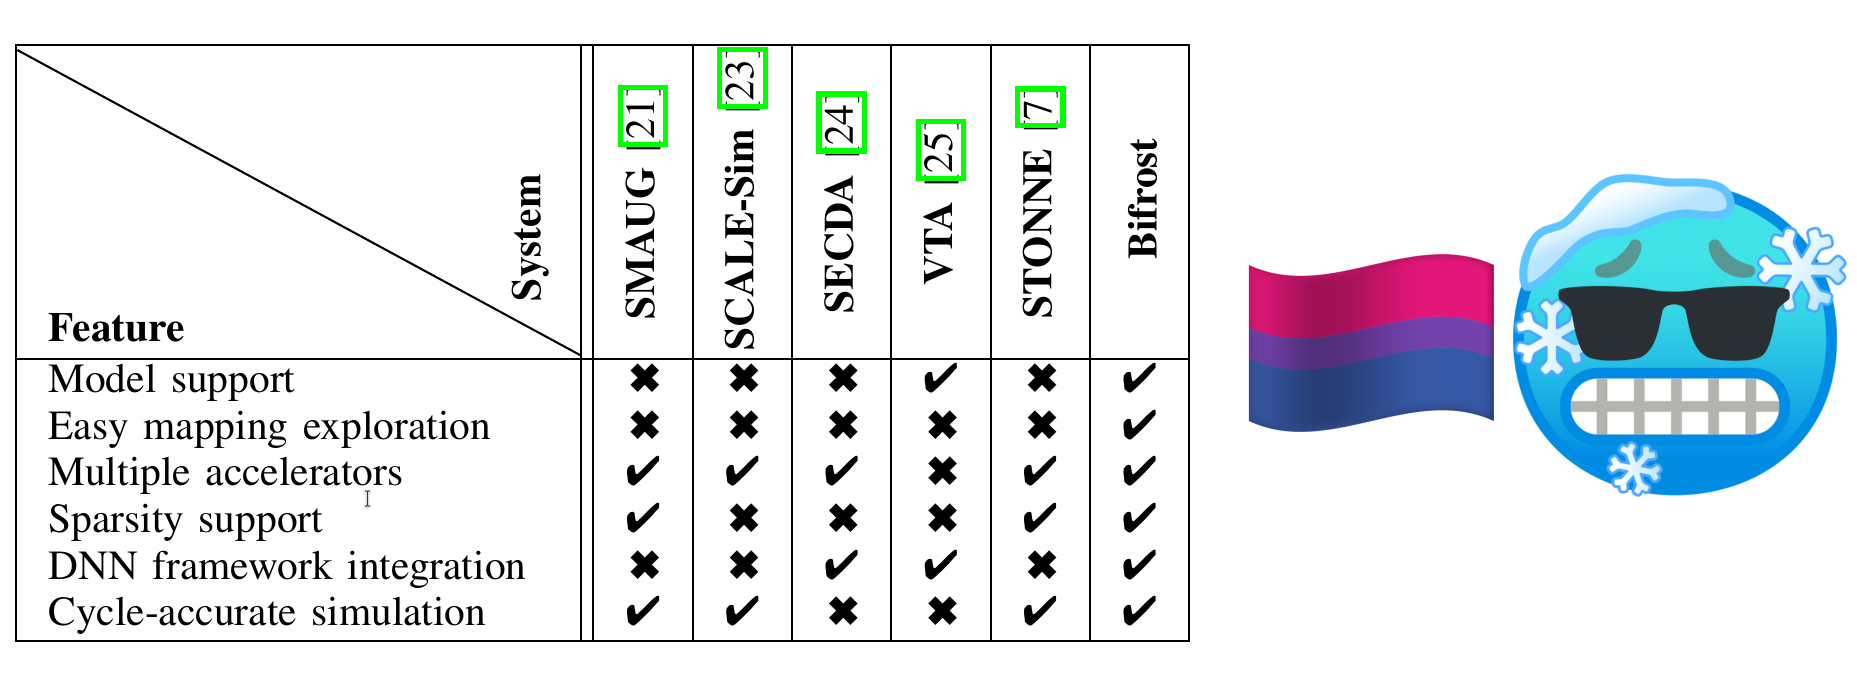 System
SMAUG [21]
SCALE-Sim [23]
SECDA [24]
VTA [25]
STONNE [7]
Bifrost
Feature
Model support ✖ ✖ ✖ ✔ ✖ ✔
Easy mapping exploration ✖ ✖ ✖ ✖ ✖ ✔
Multiple accelerators ✔ ✔ ✔ ✖ ✔ ✔
Sparsity support ✔ ✖ ✖ ✖ ✔ ✔
DNN framework integration ✖ ✖ ✔ ✔ ✖ ✔
Cycle-accurate simulation ✔ ✔ ✖ ✖ ✔ ✔